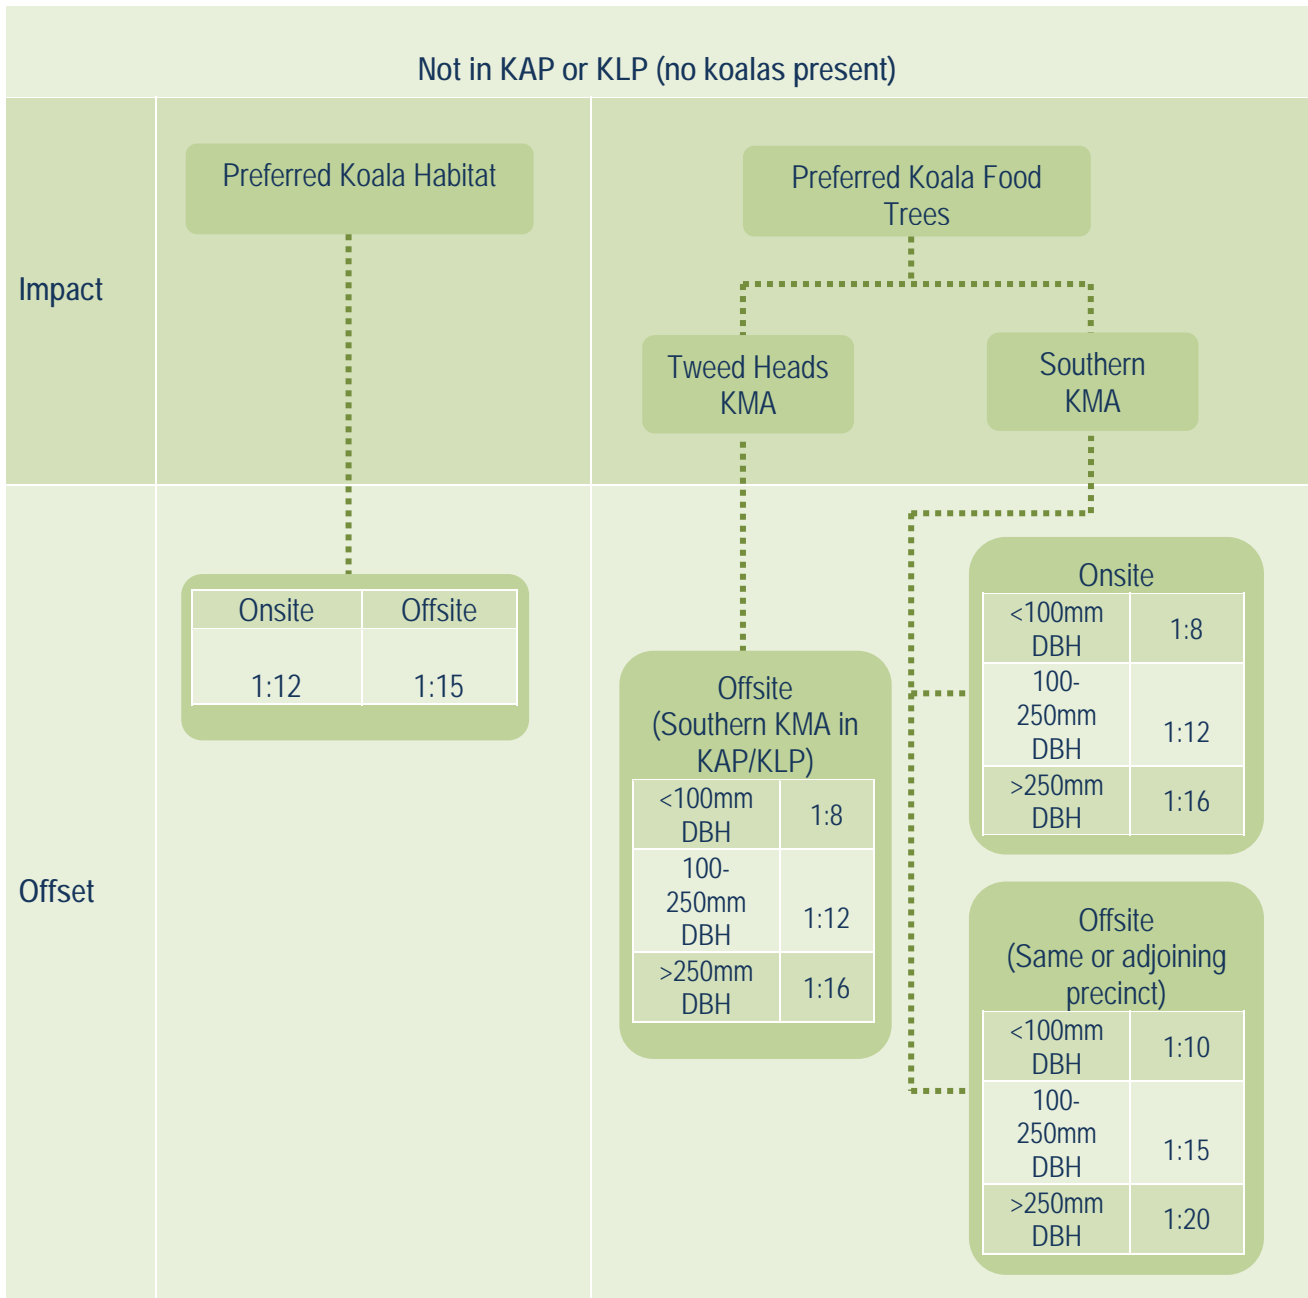 Not in KAP or KLP (no koalas present)
Impact
Preferred Koala Habitat
Preferred Koala Food
Trees
Tweed Heads
KMA
Southern
KMA
Offset
Onsite Offsite
1:12 1:15
Offsite
(Southern KMA in
KAP/KLP)
<100mm
DBH
1:8
100-
250mm
DBH
1:12
>250mm
DBH
1:16
Onsite
<100mm
DBH
1:8
100-
250mm
DBH
1:12
>250mm
DBH
1:16
Offsite
(Same or adjoining
precinct)
<100mm
DBH
1:10
100-
250mm
DBH
1:15
>250mm
DBH
1:20